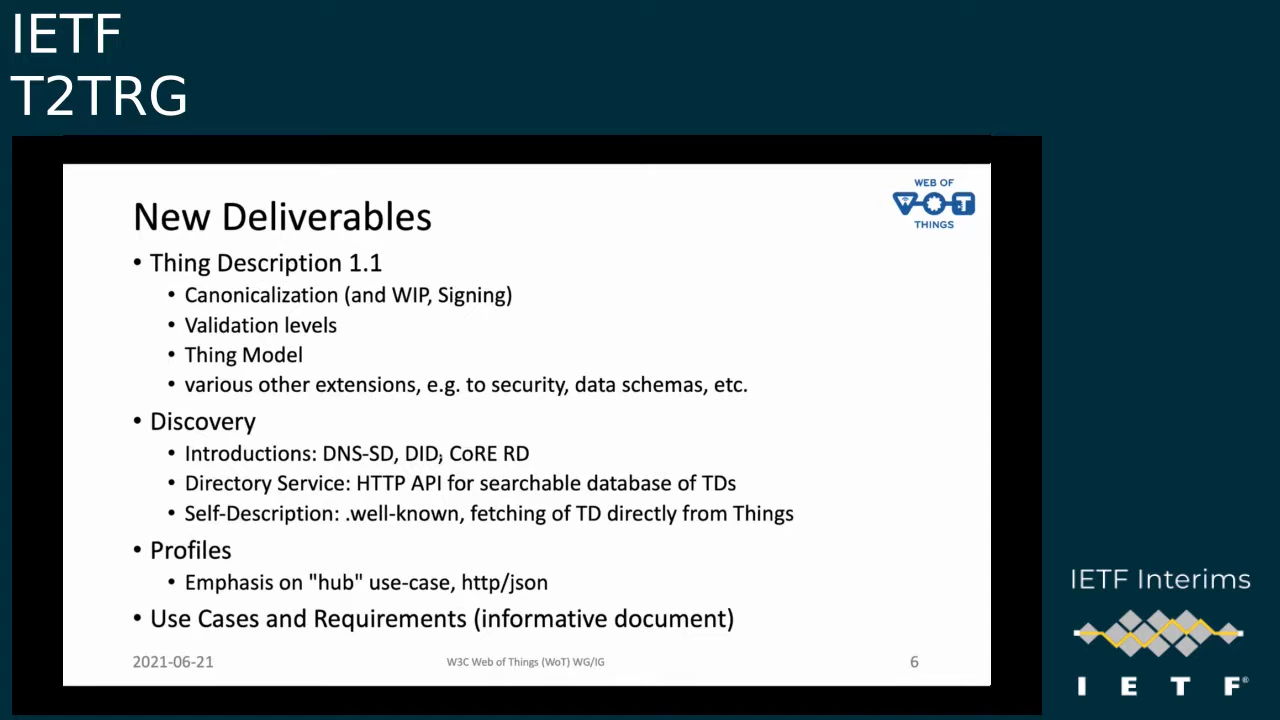 IETF
T2TRG
WEB OF
WOT
THINGS
New Deliverables
• Thing Description 1.1
• Canonicalization (and WIP, Signing)
• Validation levels
• Thing Model
• various other extensions, e.g. to security, data schemas, etc.
• Discovery
• Introductions: DNS-SD, DID, CoRE RD
• Directory Service: HTTP API for searchable database of TDs
• Self-Description: .well-known, fetching of TD directly from Things
• Profiles
• Emphasis on "hub" use-case, http/json
• Use Cases and Requirements (informative document)
2021-06-21
W3C Web of Things (WoT) WG/IG
6
IETF Interims
I E T F®